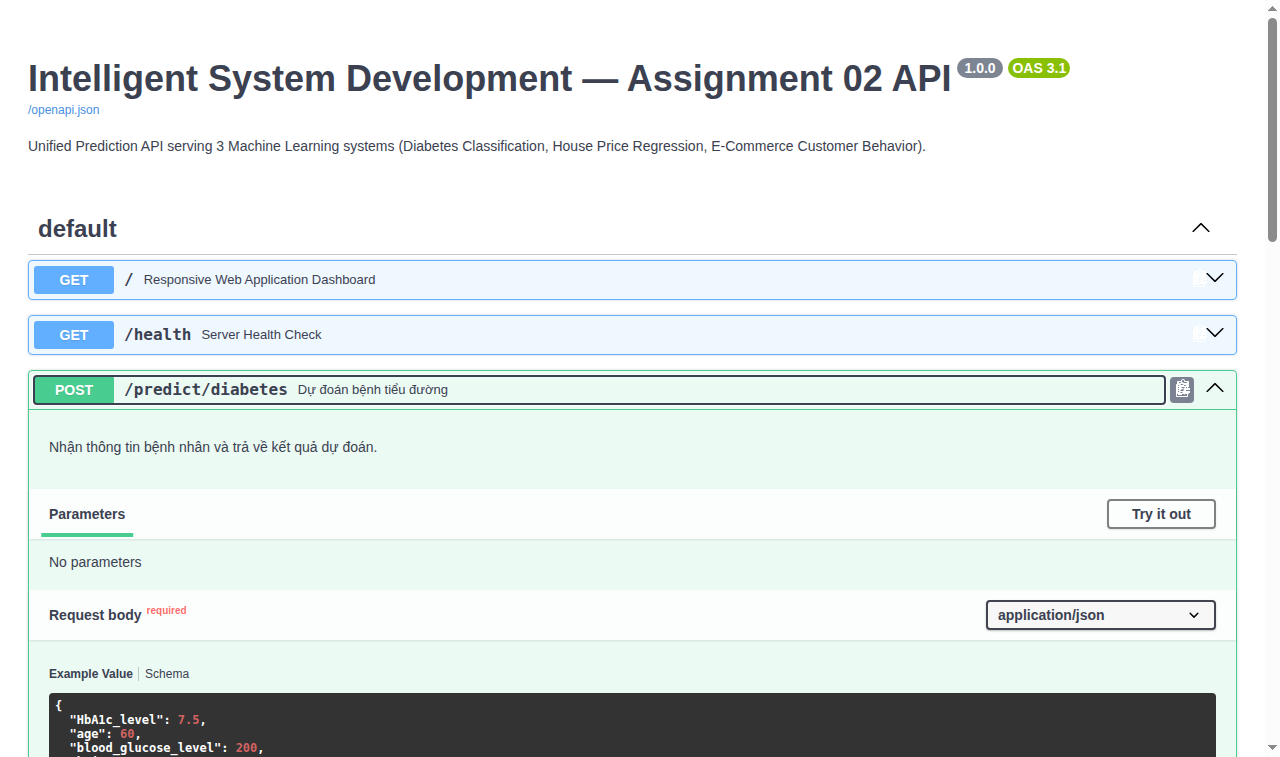 Intelligent System Development — Assignment 02 API 1.0.0 OAS 3.1
/openapi.json
Unified Prediction API serving 3 Machine Learning systems (Diabetes Classification, House Price Regression, E-Commerce Customer Behavior).
default
GET / Responsive Web Application Dashboard
GET /health Server Health Check
POST /predict/diabetes Dự đoán bệnh tiểu đường
Nhận thông tin bệnh nhân và trả về kết quả dự đoán.
Parameters Try it out
No parameters
Request body required application/json
Example Value Schema
{
"HbA1c_level": 7.5,
"age": 60,
"blood_glucose_level": 200,